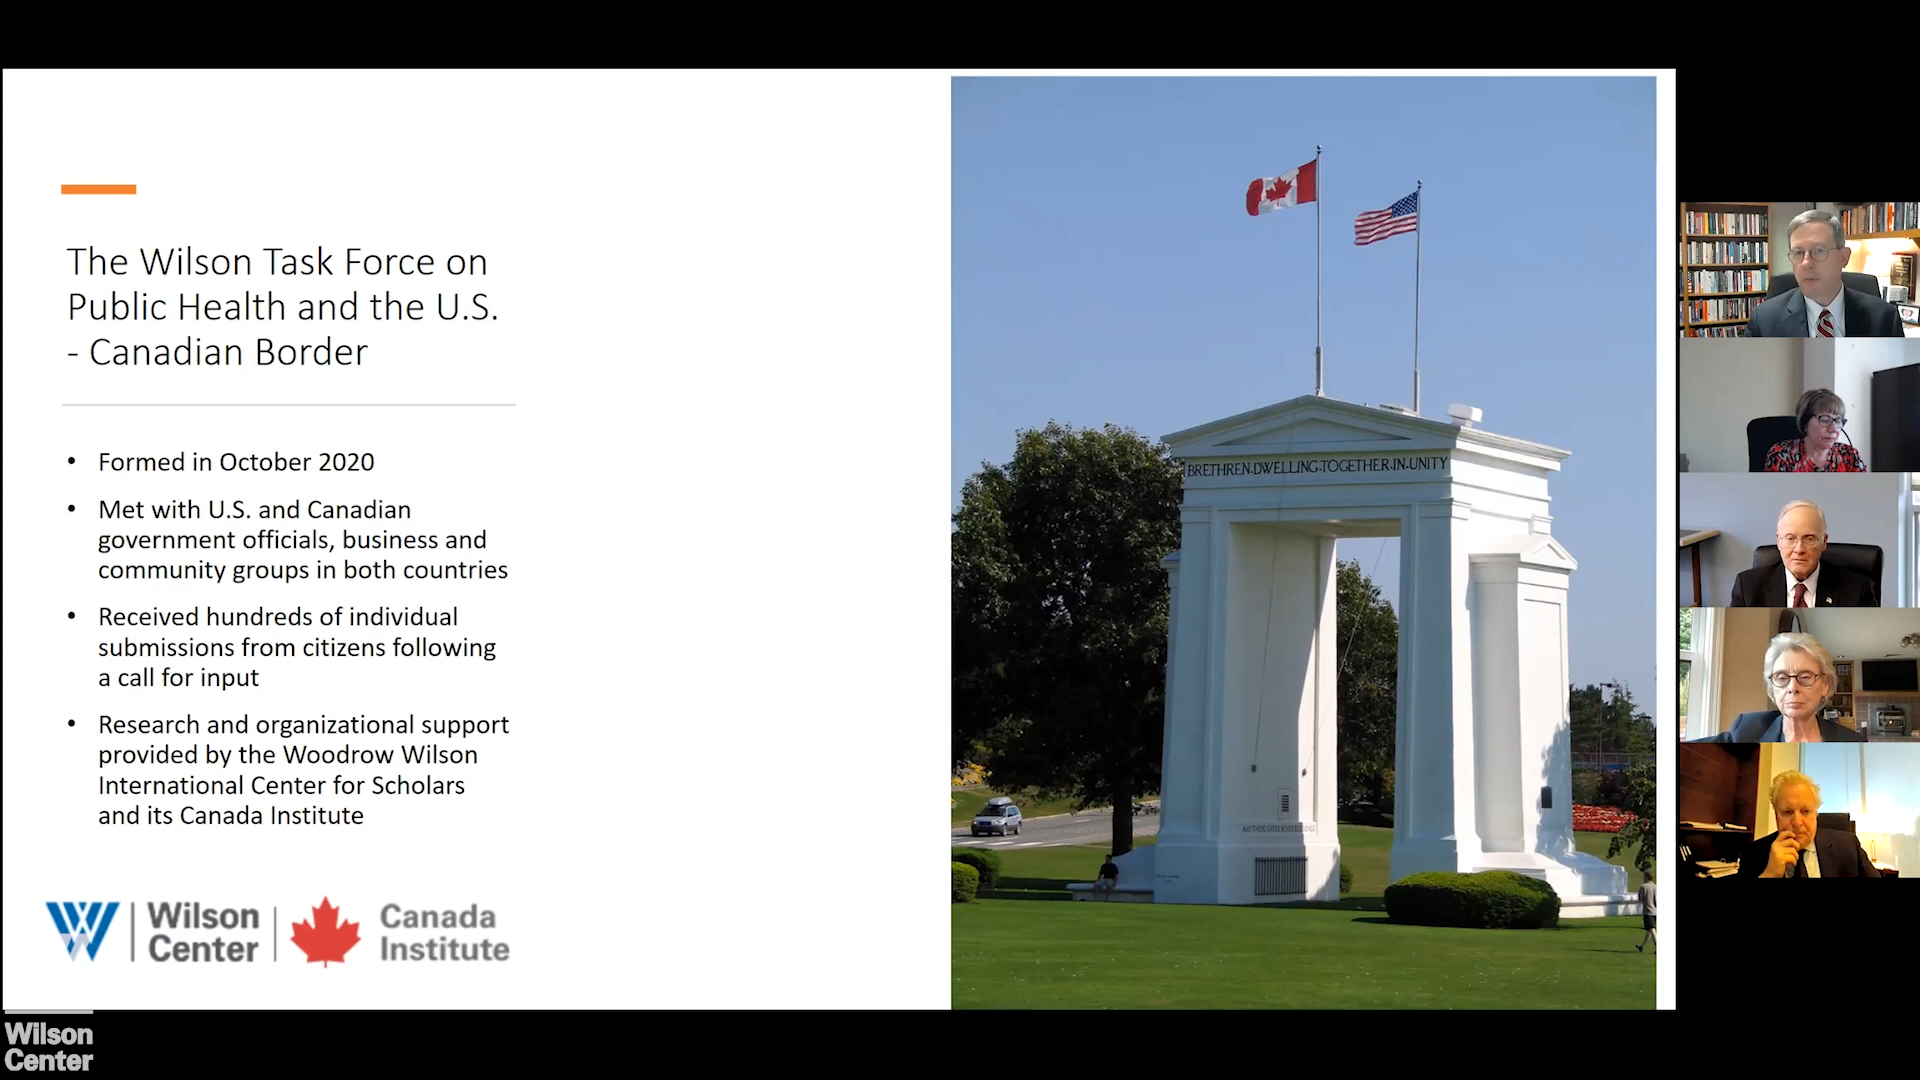 The Wilson Task Force on
Public Health and the U.S.
- Canadian Border
• Formed in October 2020
• Met with U.S. and Canadian
government officials, business and
community groups in both countries
• Received hundreds of individual
submissions from citizens following
a call for input
• Research and organizational support
provided by the Woodrow Wilson
International Center for Scholars
and its Canada Institute
Wilson
Center
Canada
Institute
BRETHREN·DWELLING·TOGETHER·IN·UNITY
Wilson
Center